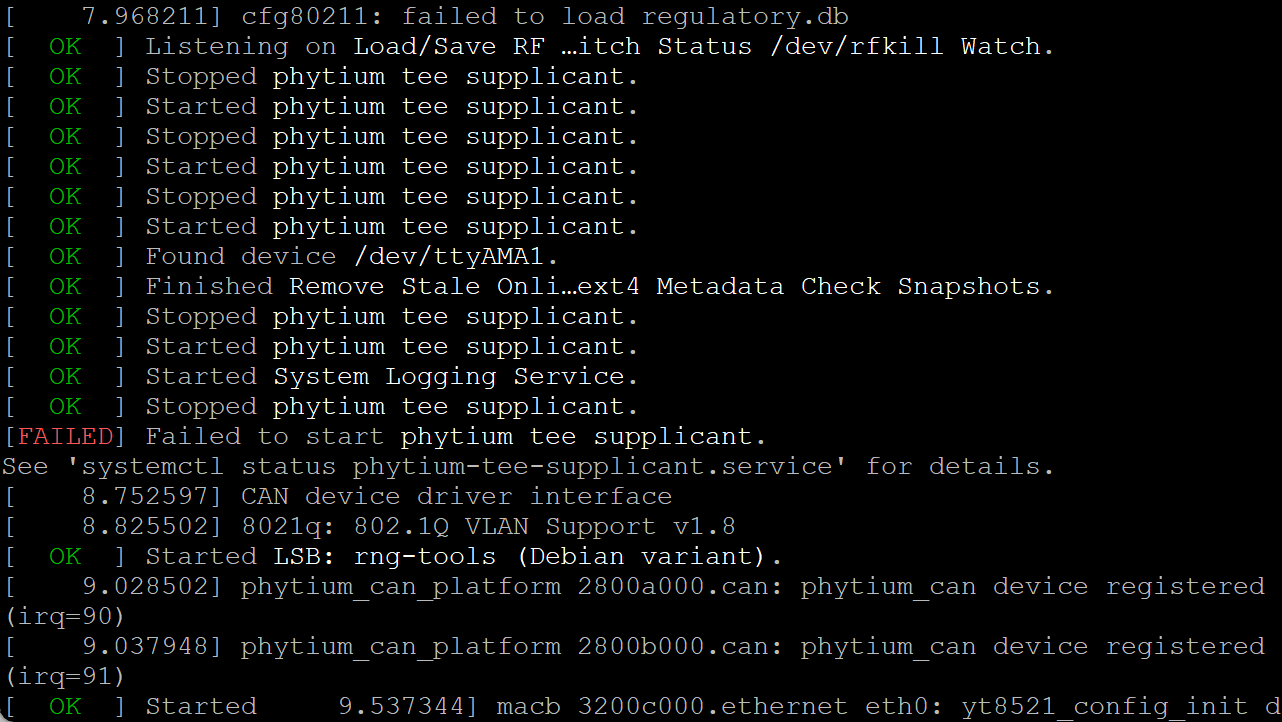 [    7.968211] cfg80211: failed to load regulatory.db
[  OK  ] Listening on Load/Save RF …itch Status /dev/rfkill Watch.
[  OK  ] Stopped phytium tee supplicant.
[  OK  ] Started phytium tee supplicant.
[  OK  ] Stopped phytium tee supplicant.
[  OK  ] Started phytium tee supplicant.
[  OK  ] Stopped phytium tee supplicant.
[  OK  ] Started phytium tee supplicant.
[  OK  ] Found device /dev/ttyAMA1.
[  OK  ] Finished Remove Stale Onli…ext4 Metadata Check Snapshots.
[  OK  ] Stopped phytium tee supplicant.
[  OK  ] Started phytium tee supplicant.
[  OK  ] Started System Logging Service.
[  OK  ] Stopped phytium tee supplicant.
[FAILED] Failed to start phytium tee supplicant.
See 'systemctl status phytium-tee-supplicant.service' for details.
[    8.752597] CAN device driver interface
[    8.825502] 8021q: 802.1Q VLAN Support v1.8
[  OK  ] Started LSB: rng-tools (Debian variant).
[    9.028502] phytium_can_platform 2800a000.can: phytium_can device registered
(irq=90)
[    9.037948] phytium_can_platform 2800b000.can: phytium_can device registered
(irq=91)
[  OK  ] Started     9.537344] macb 3200c000.ethernet eth0: yt8521_config_init d